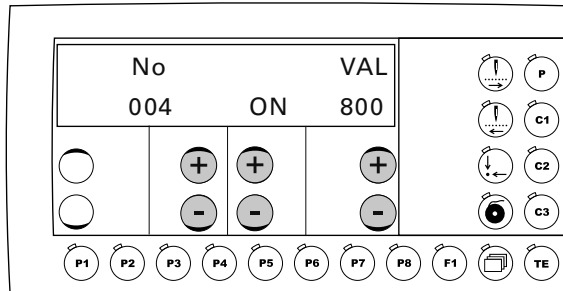 No VAL
004 ON 800
P
C1
+ + +
C2
- - -
C3
P1 P2 P3 P4 P5 P6 P7 P8 F1 TE